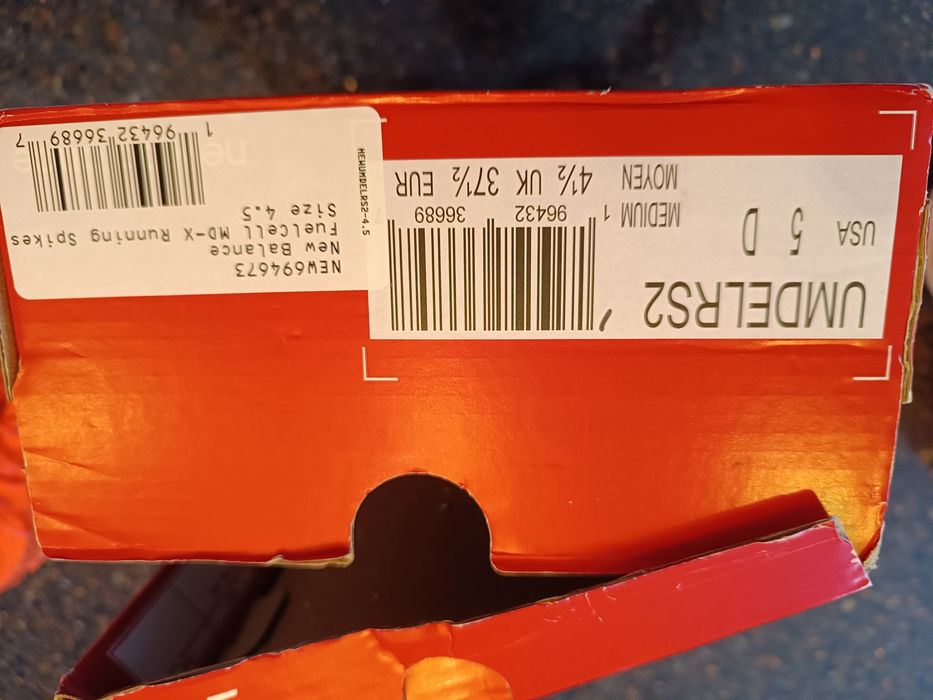 UMDELRS2
USA 5 D
MEDIUM
MOYEN
1 96432 36689
4½ UK 37½ EUR
NEW694673
New Balance
FuelCell MD-X Running Spikes
Size 4.5
1 96432 36689 7
NEWUMDELRS2-4.5